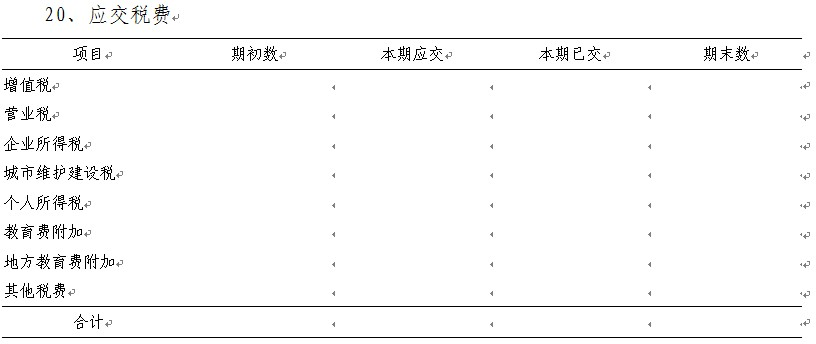 20、应交税费
项目 期初数 本期应交 本期已交 期末数
增值税
营业税
企业所得税
城市维护建设税
个人所得税
教育费附加
地方教育费附加
其他税费
合计